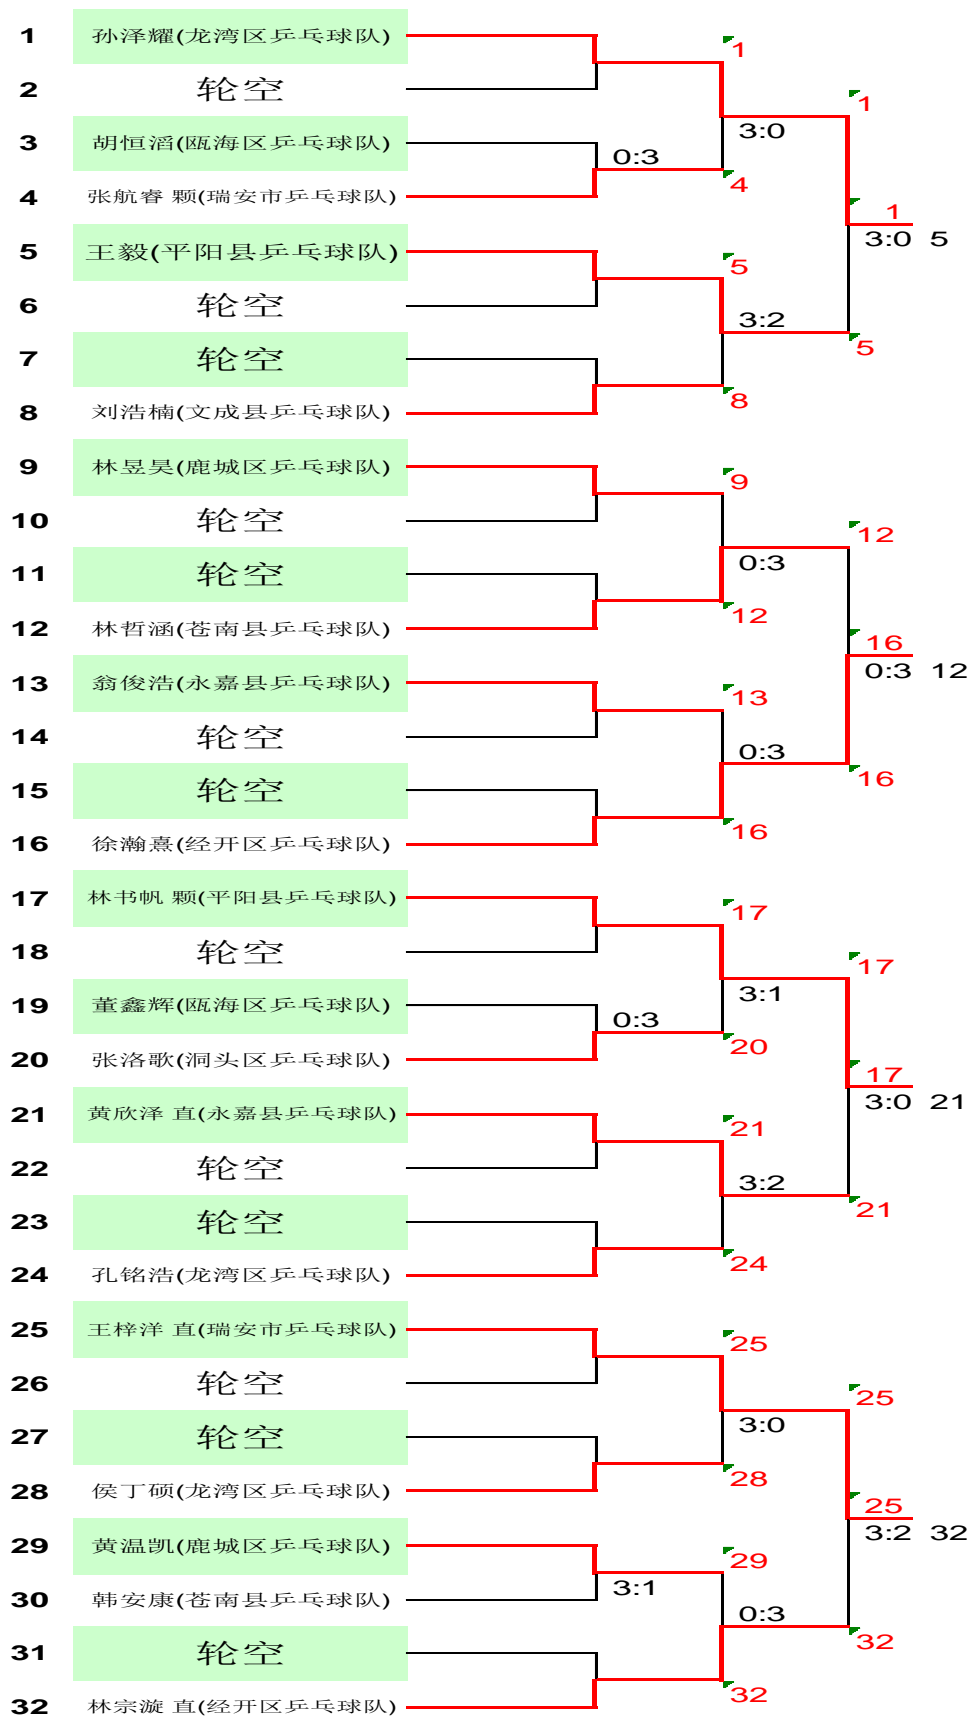 1 孙泽耀(龙湾区乒乓球队)
1
2 轮空
1
3:0
3 胡恒滔(瓯海区乒乓球队)
0:3
4
4 张航睿 颗(瑞安市乒乓球队)
1
3:0 5
5 王毅(平阳县乒乓球队)
5
6 轮空
3:2
5
7 轮空
8
8 刘浩楠(文成县乒乓球队)
9 林昱昊(鹿城区乒乓球队)
9
10 轮空
12
0:3
11 轮空
12
12 林哲涵(苍南县乒乓球队)
16
0:3 12
13 翁俊浩(永嘉县乒乓球队)
13
14 轮空
0:3
16
15 轮空
16
16 徐瀚熹(经开区乒乓球队)
17 林书帆 颗(平阳县乒乓球队)
17
18 轮空
17
3:1
19 董鑫辉(瓯海区乒乓球队)
0:3
20
20 张洛歌(洞头区乒乓球队)
17
3:0 21
21 黄欣泽 直(永嘉县乒乓球队)
21
22 轮空
3:2
21
23 轮空
24
24 孔铭浩(龙湾区乒乓球队)
25 王梓洋 直(瑞安市乒乓球队)
25
26 轮空
25
3:0
27 轮空
28
28 侯丁硕(龙湾区乒乓球队)
25
3:2 32
29 黄温凯(鹿城区乒乓球队)
29
3:1
30 韩安康(苍南县乒乓球队)
0:3
32
31 轮空
32
32 林宗漩 直(经开区乒乓球队)